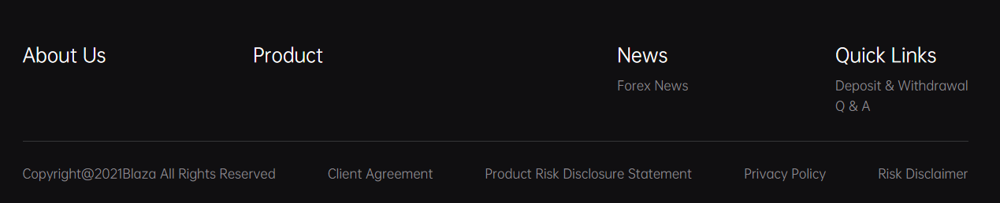 About Us
Product
News
Forex News
Quick Links
Deposit & Withdrawal
Q & A
Copyright@2021Blaza All Rights Reserved
Client Agreement
Product Risk Disclosure Statement
Privacy Policy
Risk Disclaimer